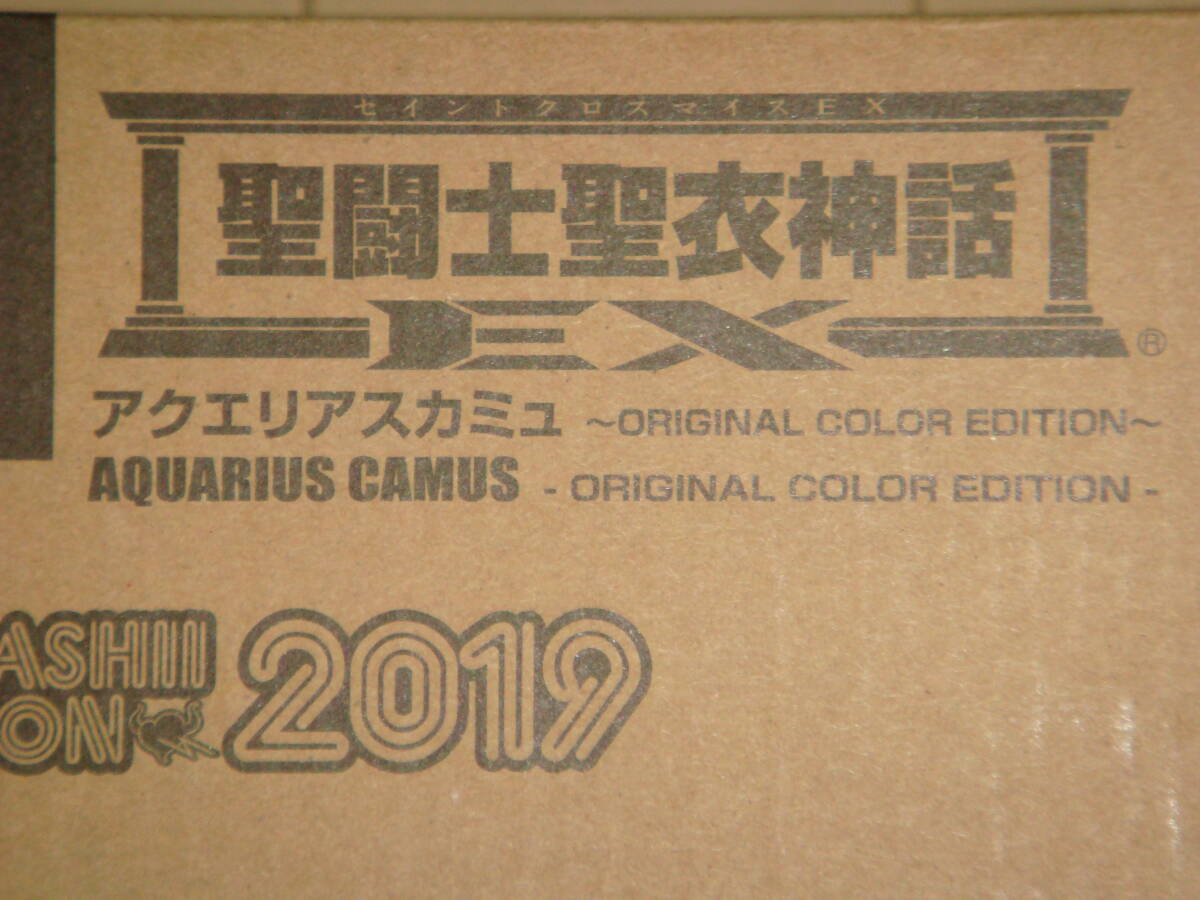 セイントクロスマイスEX
聖闘士聖衣神話
EX ®
アクエリアスカミュ ～ORIGINAL COLOR EDITION～
AQUARIUS CAMUS - ORIGINAL COLOR EDITION -
ASHII
ON 2019